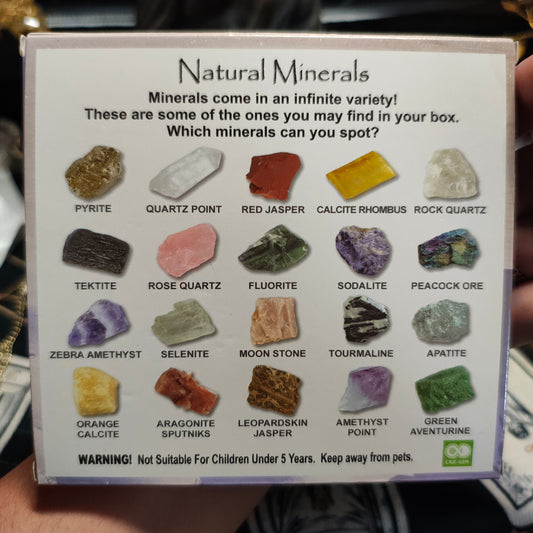 Natural Minerals
Minerals come in an infinite variety!
These are some of the ones you may find in your box.
Which minerals can you spot?
PYRITE QUARTZ POINT RED JASPER CALCITE RHOMBUS ROCK QUARTZ
TEKTITE ROSE QUARTZ FLUORITE SODALITE PEACOCK ORE
ZEBRA AMETHYST SELENITE MOON STONE TOURMALINE APATITE
ORANGE CALCITE ARAGONITE SPUTNIKS LEOPARDSKIN JASPER AMETHYST POINT GREEN AVENTURINE
WARNING! Not Suitable For Children Under 5 Years. Keep away from pets.